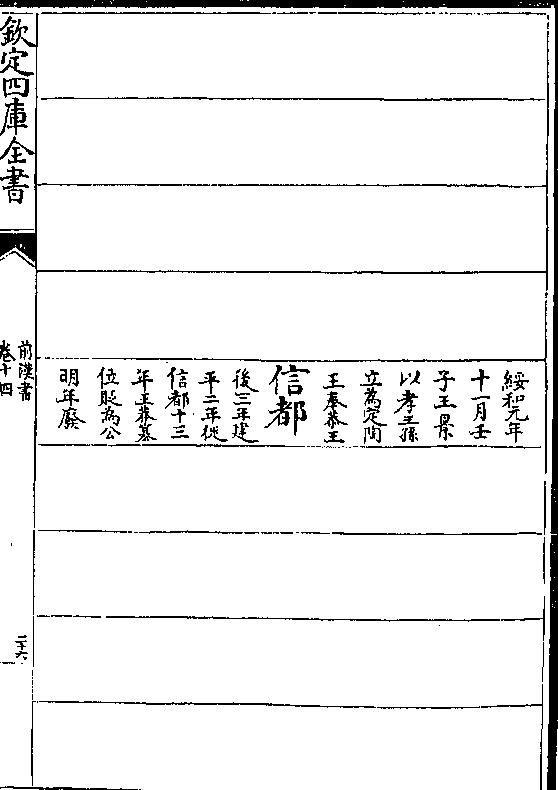 綏和元年
十一月壬
子王景
以孝王孫
立為定陶
王奉恭王
信都
後三年建
平二年徙
信都十三
年王莽篡
位貶為公
明年廢
欽定四庫全書
前漢書
卷十四
二十六